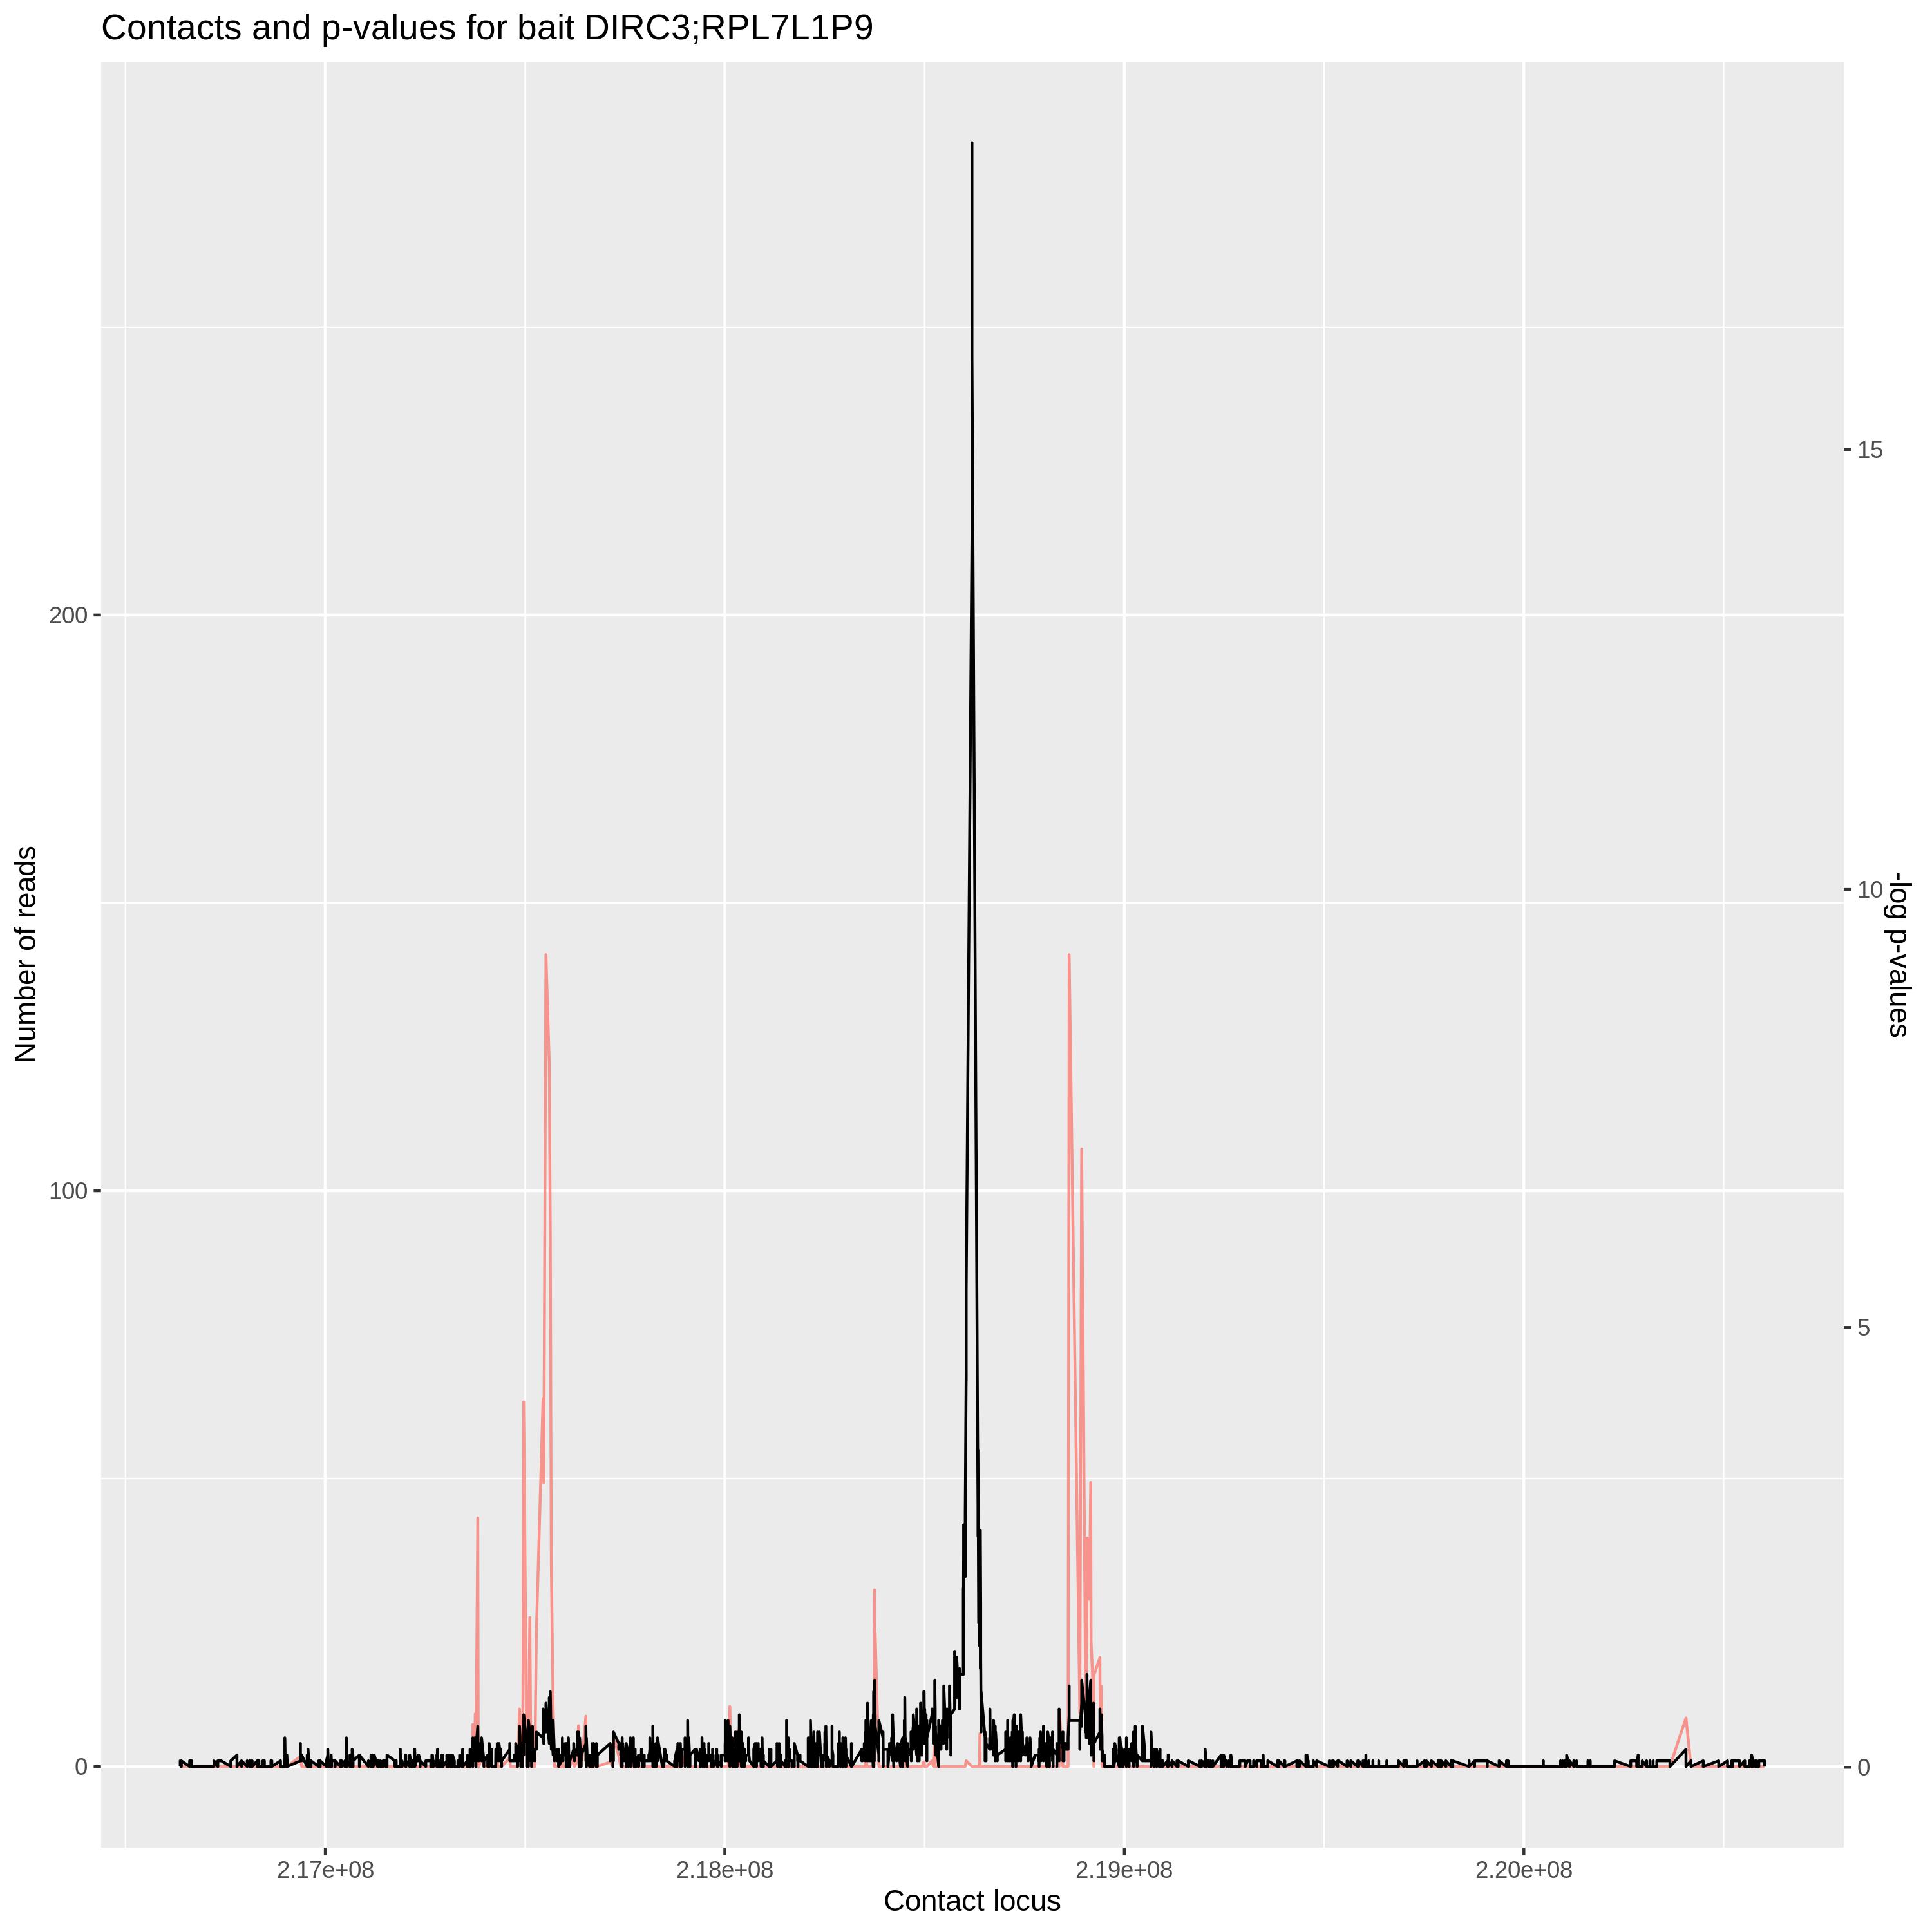 Contacts and p-values for bait DIRC3;RPL7L1P9
Number of reads
200
100
0
15
10
5
0
-log p-values
2.17e+08
2.18e+08
2.19e+08
2.20e+08
Contact locus